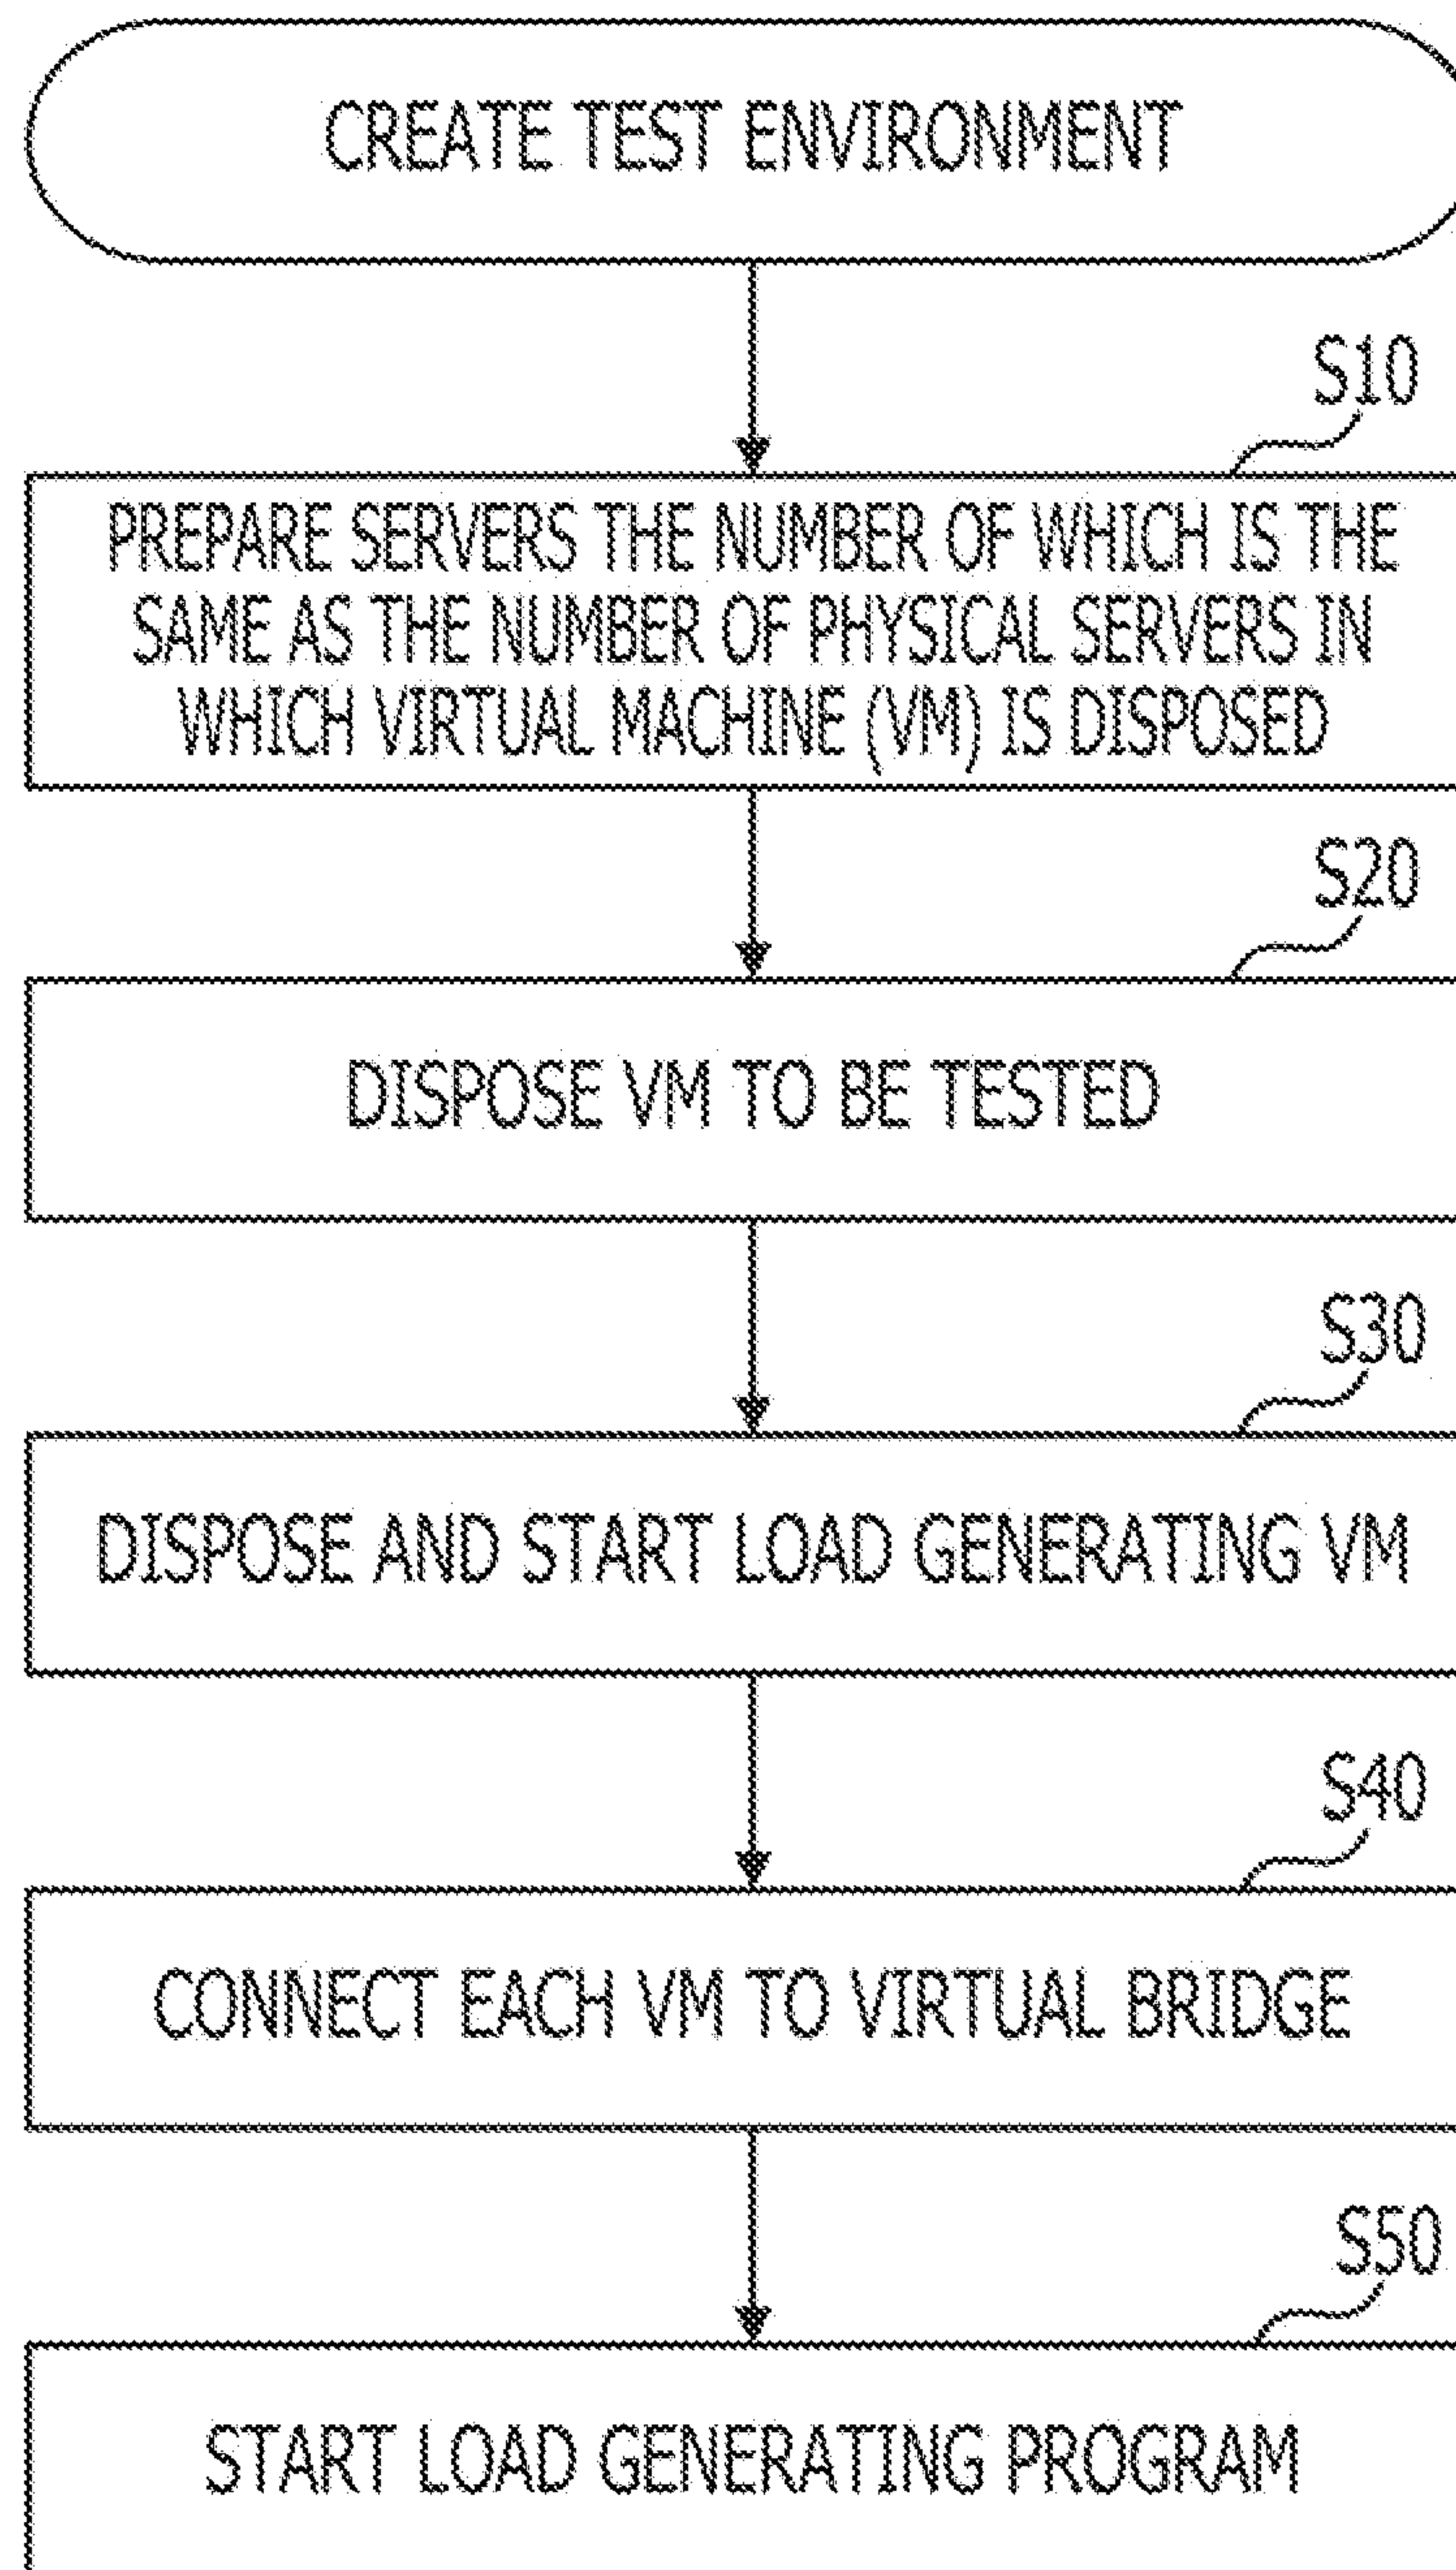 CREATE TEST ENVIRONMENT
S10
PREPARE SERVERS THE NUMBER OF WHICH IS THE
SAME AS THE NUMBER OF PHYSICAL SERVERS IN
WHICH VIRTUAL MACHINE (VM) IS DISPOSED
S20
DISPOSE VM TO BE TESTED
S30
DISPOSE AND START LOAD GENERATING VM
S40
CONNECT EACH VM TO VIRTUAL BRIDGE
S50
START LOAD GENERATING PROGRAM